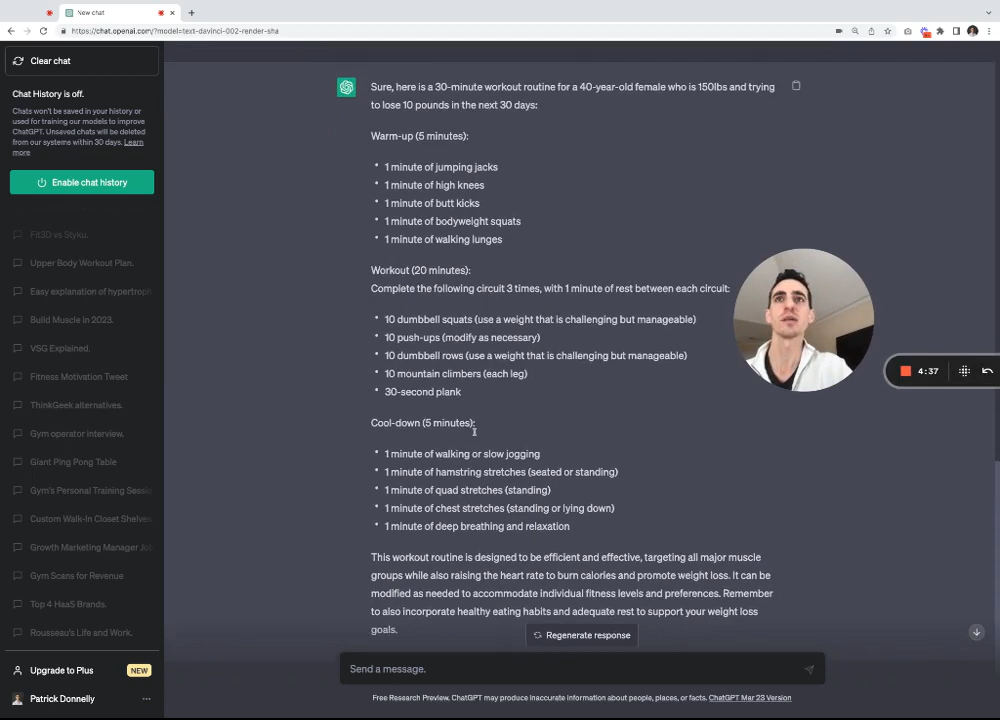 New chat
https://chat.openai.com/?model=text-davinci-002-render-sha
Clear chat
Chat History is off.
Chats won't be saved in your history or
used for training our models to improve
ChatGPT. Unsaved chats will be deleted
from our systems within 30 days. Learn
more
Enable chat history
Fit3D vs Styku.
Upper Body Workout Plan.
Easy explanation of hypertroph
Build Muscle in 2023.
VSG Explained.
Fitness Motivation Tweet
ThinkGeek alternatives.
Gym operator interview.
Giant Ping Pong Table
Gym's Personal Training Sessio
Custom Walk-In Closet Shelves
Growth Marketing Manager Jo
Gym Scans for Revenue
Top 4 HaaS Brands.
Rousseau's Life and Work.
Upgrade to Plus
NEW
Patrick Donnelly
Sure, here is a 30-minute workout routine for a 40-year-old female who is 150lbs and trying
to lose 10 pounds in the next 30 days:
Warm-up (5 minutes):
• 1 minute of jumping jacks
• 1 minute of high knees
• 1 minute of butt kicks
• 1 minute of bodyweight squats
• 1 minute of walking lunges
Workout (20 minutes):
Complete the following circuit 3 times, with 1 minute of rest between each circuit:
• 10 dumbbell squats (use a weight that is challenging but manageable)
• 10 push-ups (modify as necessary)
• 10 dumbbell rows (use a weight that is challenging but manageable)
• 10 mountain climbers (each leg)
• 30-second plank
Cool-down (5 minutes):
• 1 minute of walking or slow jogging
• 1 minute of hamstring stretches (seated or standing)
• 1 minute of quad stretches (standing)
• 1 minute of chest stretches (standing or lying down)
• 1 minute of deep breathing and relaxation
This workout routine is designed to be efficient and effective, targeting all major muscle
groups while also raising the heart rate to burn calories and promote weight loss. It can be
modified as needed to accommodate individual fitness levels and preferences. Remember
to also incorporate healthy eating habits and adequate rest to support your weight loss
goals.
Regenerate response
Send a message.
Free Research Preview. ChatGPT may produce inaccurate information about people, places, or facts. ChatGPT Mar 23 Version
4:37